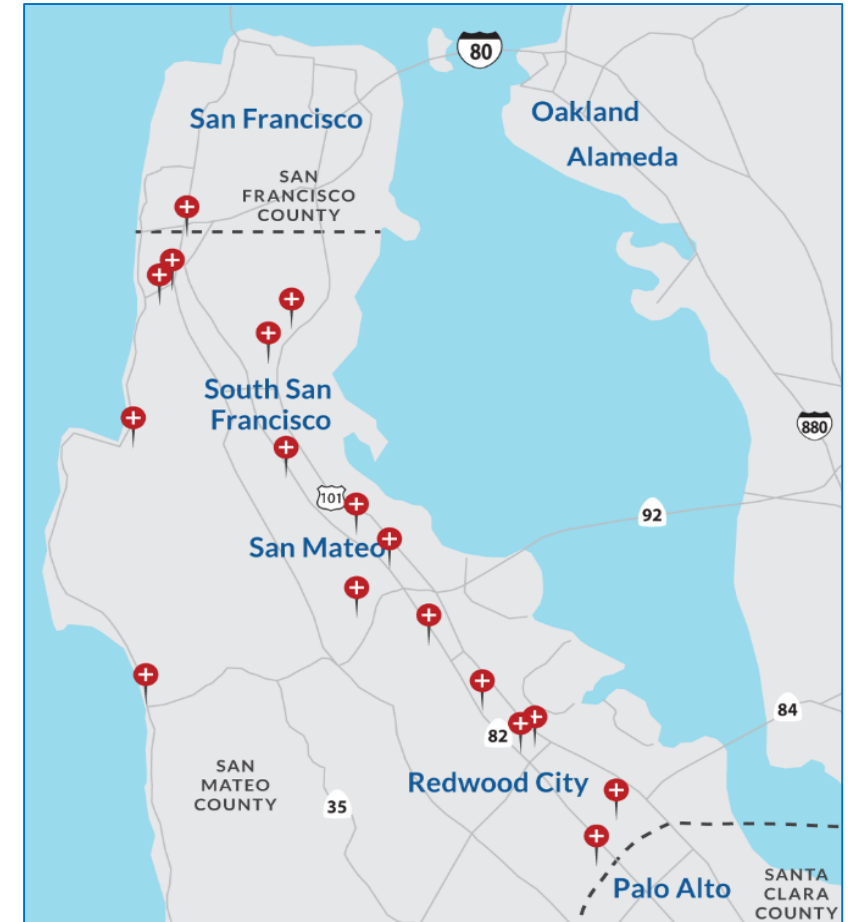 80
San Francisco
Oakland
Alameda
SAN
FRANCISCO
COUNTY
South San
Francisco
880
101
92
San Mateo
84
82
SAN
MATEO
COUNTY
Redwood City
35
Palo Alto
SANTA
CLARA
COUNTY